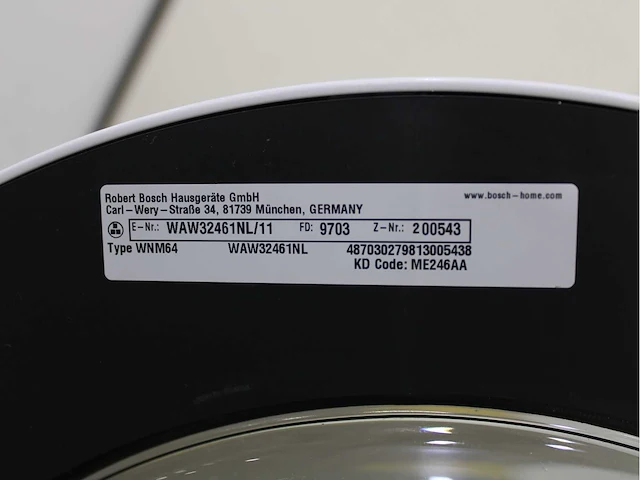 Robert Bosch Hausgeräte GmbH www.bosch-home.com
Carl-Wery-Straße 34, 81739 München, GERMANY
E-Nr.: WAW32461NL/11 FD: 9703 Z-Nr.: 200543
Type WNM64 WAW32461NL 487030279813005438
KD Code: ME246AA